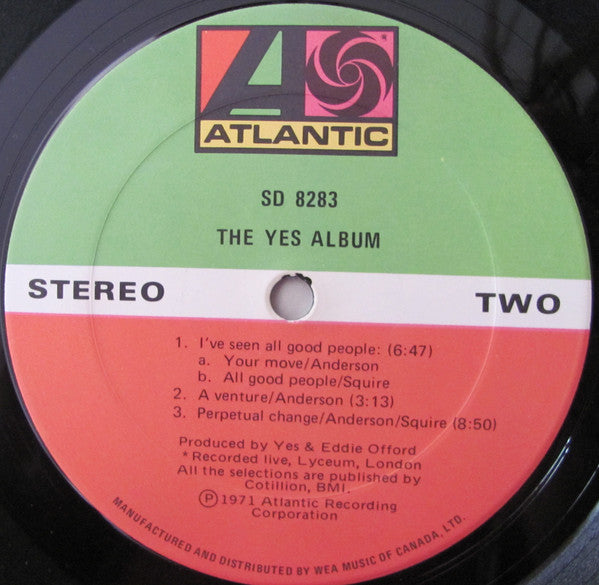 ATLANTIC
SD 8283
THE YES ALBUM
STEREO
TWO
1. I've seen all good people: (6:47)
a. Your move/Anderson
b. All good people/Squire
2. A venture/Anderson (3:13)
3. Perpetual change/Anderson/Squire (8:50)
Produced by Yes & Eddie Offord
*Recorded live, Lyceum, London
All the selections are published by
Cotillion, BMI.
Ⓟ1971 Atlantic Recording
Corporation
MANUFACTURED AND DISTRIBUTED BY WEA MUSIC OF CANADA, LTD.